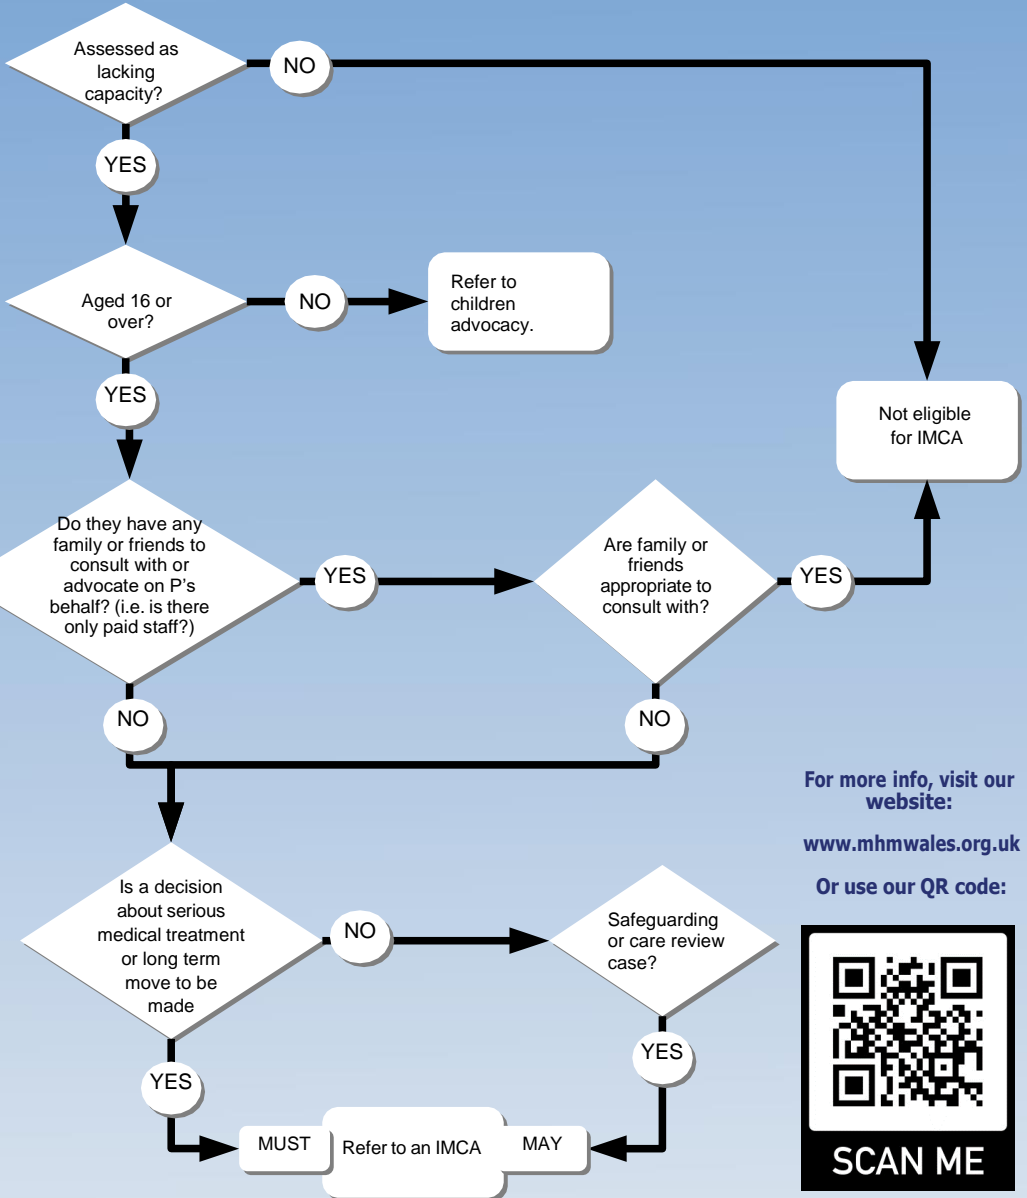 Assessed as
lacking
capacity?
NO
YES
Aged 16 or
over?
NO
Refer to
children
advocacy.
YES
Not eligible
for IMCA
Do they have any
family or friends to
consult with or
advocate on P's
behalf? (i.e. is there
only paid staff?)
YES
Are family or
friends
appropriate to
consult with?
YES
NO
NO
For more info, visit our
website:
www.mhmwales.org.uk
Or use our QR code:
Is a decision
about serious
medical treatment
or long term
move to be
made
NO
Safeguarding
or care review
case?
YES
YES
MUST
Refer to an IMCA
MAY
SCAN ME